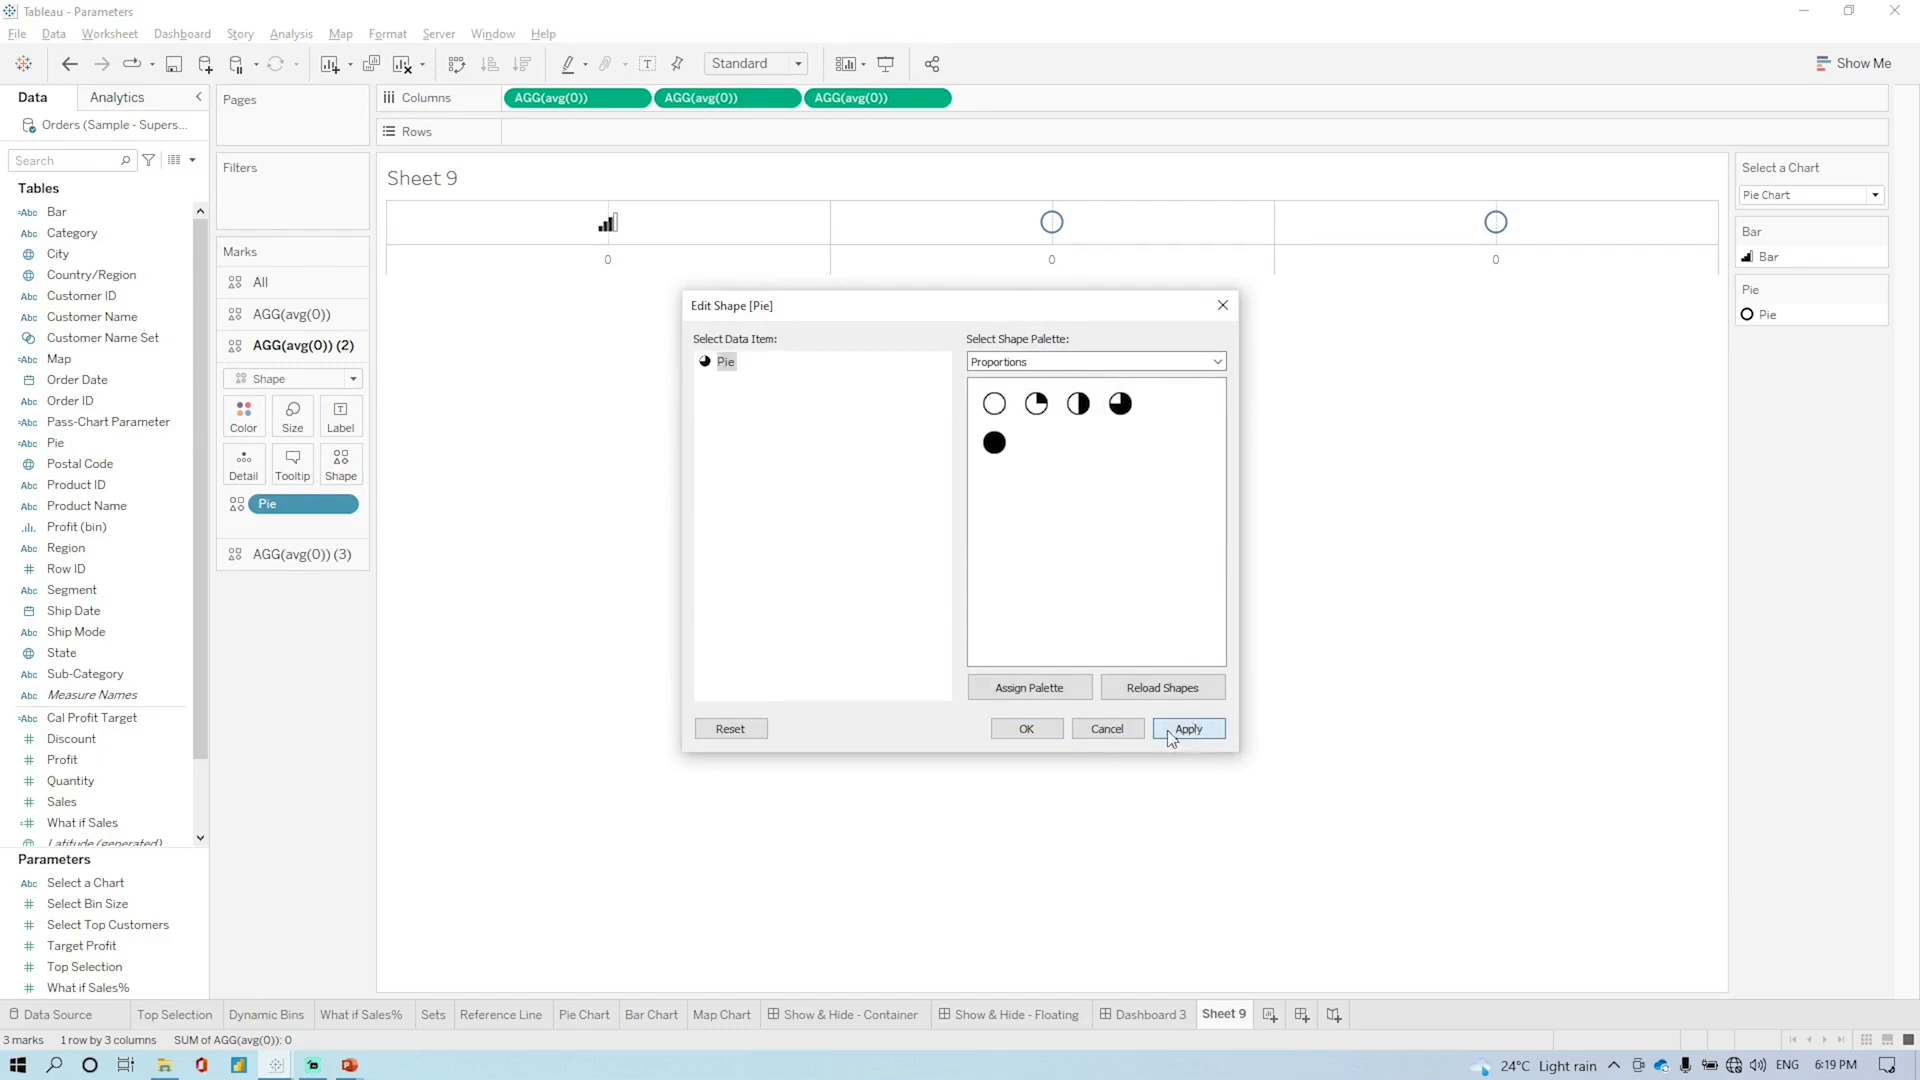 Tableau - Parameters
File Data Worksheet Dashboard Story Analysis Map Format Server Window Help
Standard
Show Me
Data Analytics
Orders (Sample - Supers...
Search
Tables
Bar
Category
City
Country/Region
Customer ID
Customer Name
Customer Name Set
Map
Order Date
Order ID
Pass-Chart Parameter
Pie
Postal Code
Product ID
Product Name
Profit (bin)
Region
Row ID
Segment
Ship Date
Ship Mode
State
Sub-Category
Measure Names
Cal Profit Target
Discount
Profit
Quantity
Sales
What if Sales
Latitude (generated)
Parameters
Select a Chart
Select Bin Size
Select Top Customers
Target Profit
Top Selection
What if Sales%
Pages
Filters
Marks
All
AGG(avg(0))
AGG(avg(0)) (2)
Shape
Color Size Label
Detail Tooltip Shape
Pie
AGG(avg(0)) (3)
Columns AGG(avg(0)) AGG(avg(0)) AGG(avg(0))
Rows
Sheet 9
0 0 0
Edit Shape [Pie]
Select Data Item:
Pie
Select Shape Palette:
Proportions
Assign Palette Reload Shapes
Reset OK Cancel Apply
Select a Chart
Pie Chart
Bar
Bar
Pie
Pie
Data Source Top Selection Dynamic Bins What if Sales% Sets Reference Line Pie Chart Bar Chart Map Chart Show & Hide - Container Show & Hide - Floating Dashboard 3 Sheet 9
3 marks 1 row by 3 columns SUM of AGG(avg(0)): 0
24°C Light rain ENG 6:19 PM